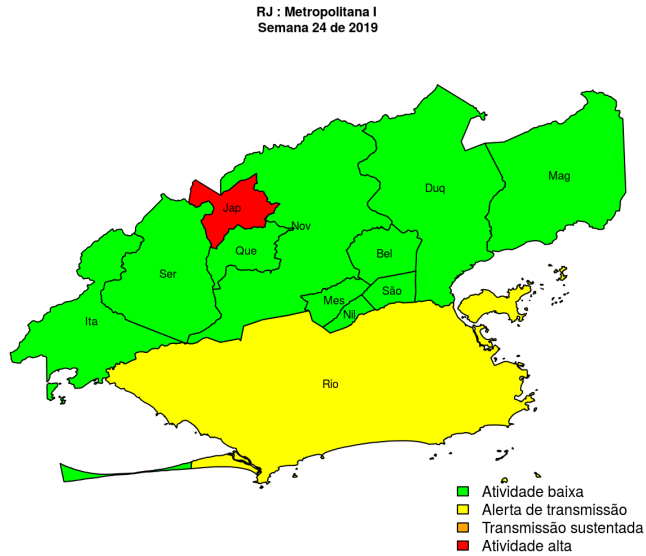 RJ : Metropolitana I
Semana 24 de 2019
Mag
Duq
Jap
Nov
Que
Bel
Ser
São
Mes
Nil
Ita
Rio
Atividade baixa
Alerta de transmissão
Transmissão sustentada
Atividade alta